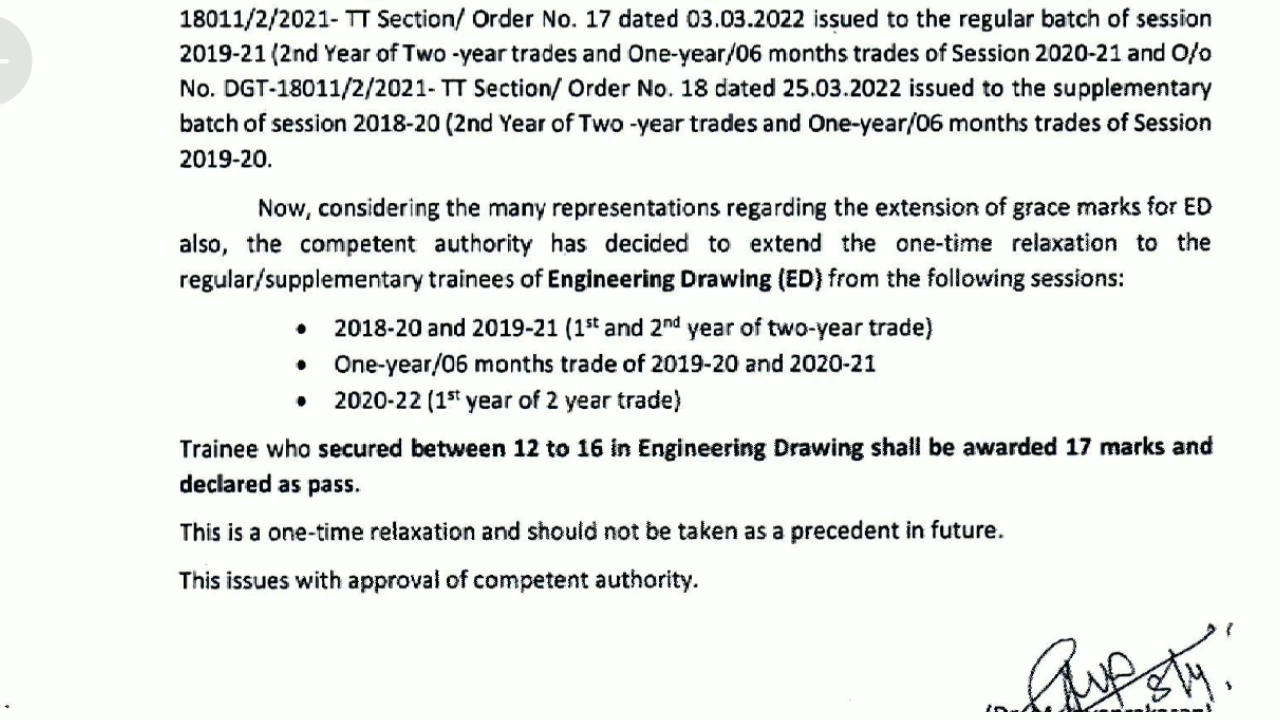 18011/2/2021- TT Section/ Order No. 17 dated 03.03.2022 issued to the regular batch of session
2019-21 (2nd Year of Two -year trades and One-year/06 months trades of Session 2020-21 and O/o
No. DGT-18011/2/2021- TT Section/ Order No. 18 dated 25.03.2022 issued to the supplementary
batch of session 2018-20 (2nd Year of Two -year trades and One-year/06 months trades of Session
2019-20.
Now, considering the many representations regarding the extension of grace marks for ED
also, the competent authority has decided to extend the one-time relaxation to the
regular/supplementary trainees of Engineering Drawing (ED) from the following sessions:
• 2018-20 and 2019-21 (1st and 2nd year of two-year trade)
• One-year/06 months trade of 2019-20 and 2020-21
• 2020-22 (1st year of 2 year trade)
Trainee who secured between 12 to 16 in Engineering Drawing shall be awarded 17 marks and
declared as pass.
This is a one-time relaxation and should not be taken as a precedent in future.
This issues with approval of competent authority.